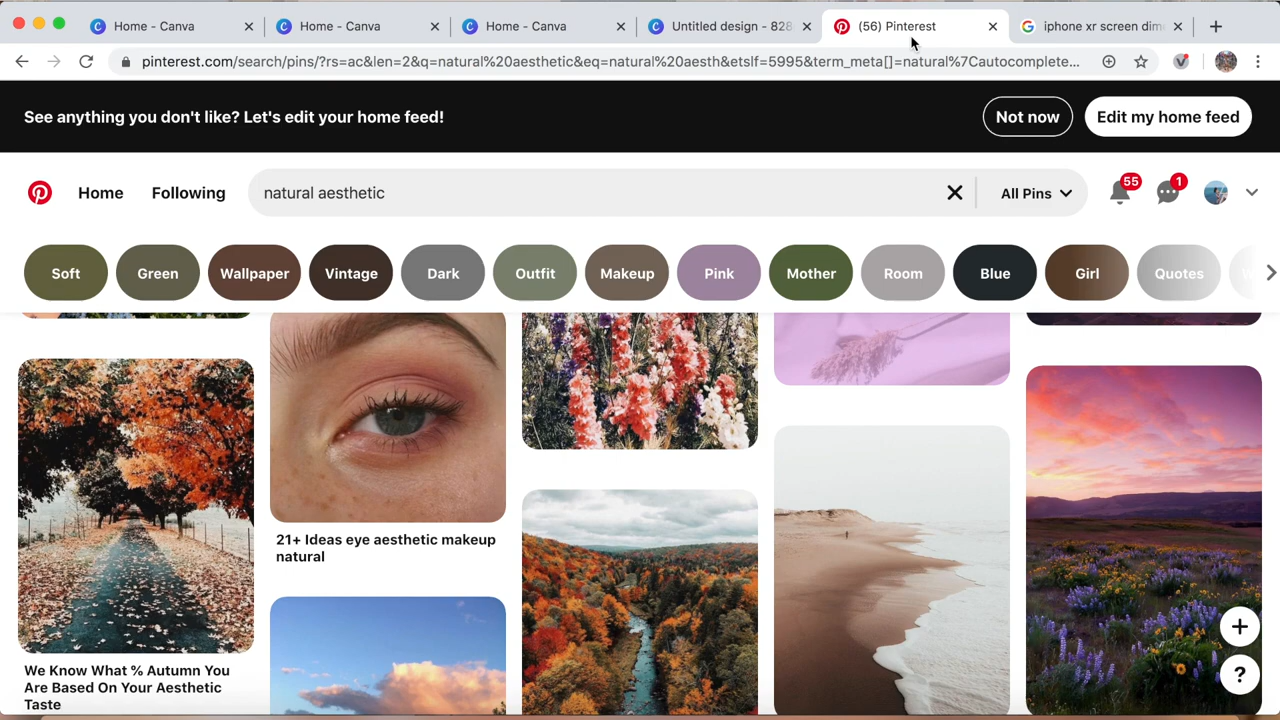 Home - Canva
Home - Canva
Home - Canva
Untitled design - 828
(56) Pinterest
iphone xr screen dim
pinterest.com/search/pins/?rs=ac&len=2&q=natural%20aesthetic&eq=natural%20aesth&etslf=5995&term_meta[]=natural%7Cautocomplete...
See anything you don't like? Let's edit your home feed!
Not now
Edit my home feed
Home
Following
natural aesthetic
All Pins
55
1
Soft
Green
Wallpaper
Vintage
Dark
Outfit
Makeup
Pink
Mother
Room
Blue
Girl
Quotes
21+ Ideas eye aesthetic makeup
natural
We Know What % Autumn You
Are Based On Your Aesthetic
Taste